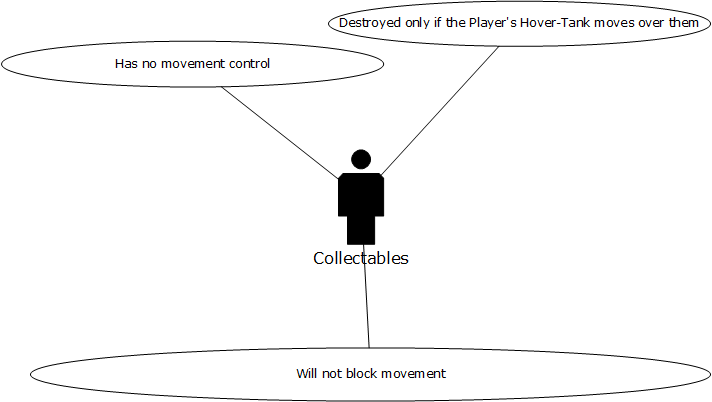 Destroyed only if the Player's Hover-Tank moves over them
Has no movement control
Collectables
Will not block movement